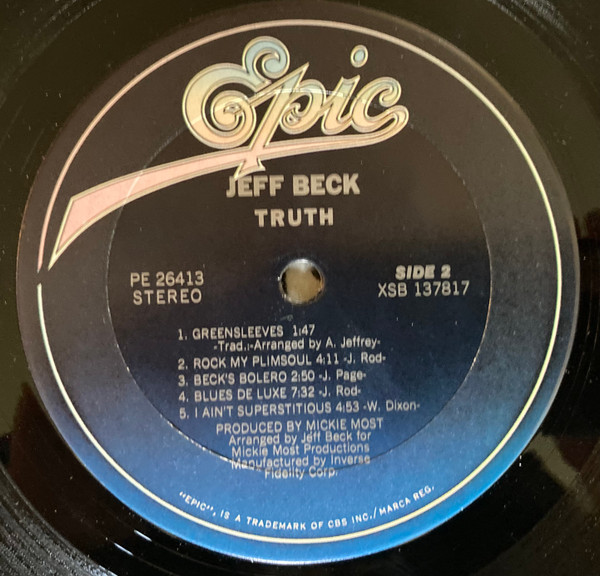 Epic
JEFF BECK
TRUTH
PE 26413
STEREO
SIDE 2
XSB 137817
1. GREENSLEEVES 1:47
-Trad.:-Arranged by A. Jeffrey-
2. ROCK MY PLIMSOUL 4:11 -J. Rod-
3. BECK'S BOLERO 2:50 -J. Page-
4. BLUES DE LUXE 7:32 -J. Rod-
5. I AIN'T SUPERSTITIOUS 4:53 -W. Dixon-
PRODUCED BY MICKIE MOST
Arranged by Jeff Beck for
Mickie Most Productions
Manufactured by Inverse
Fidelity Corp.
"EPIC", IS A TRADEMARK OF CBS INC./MARCA REG.